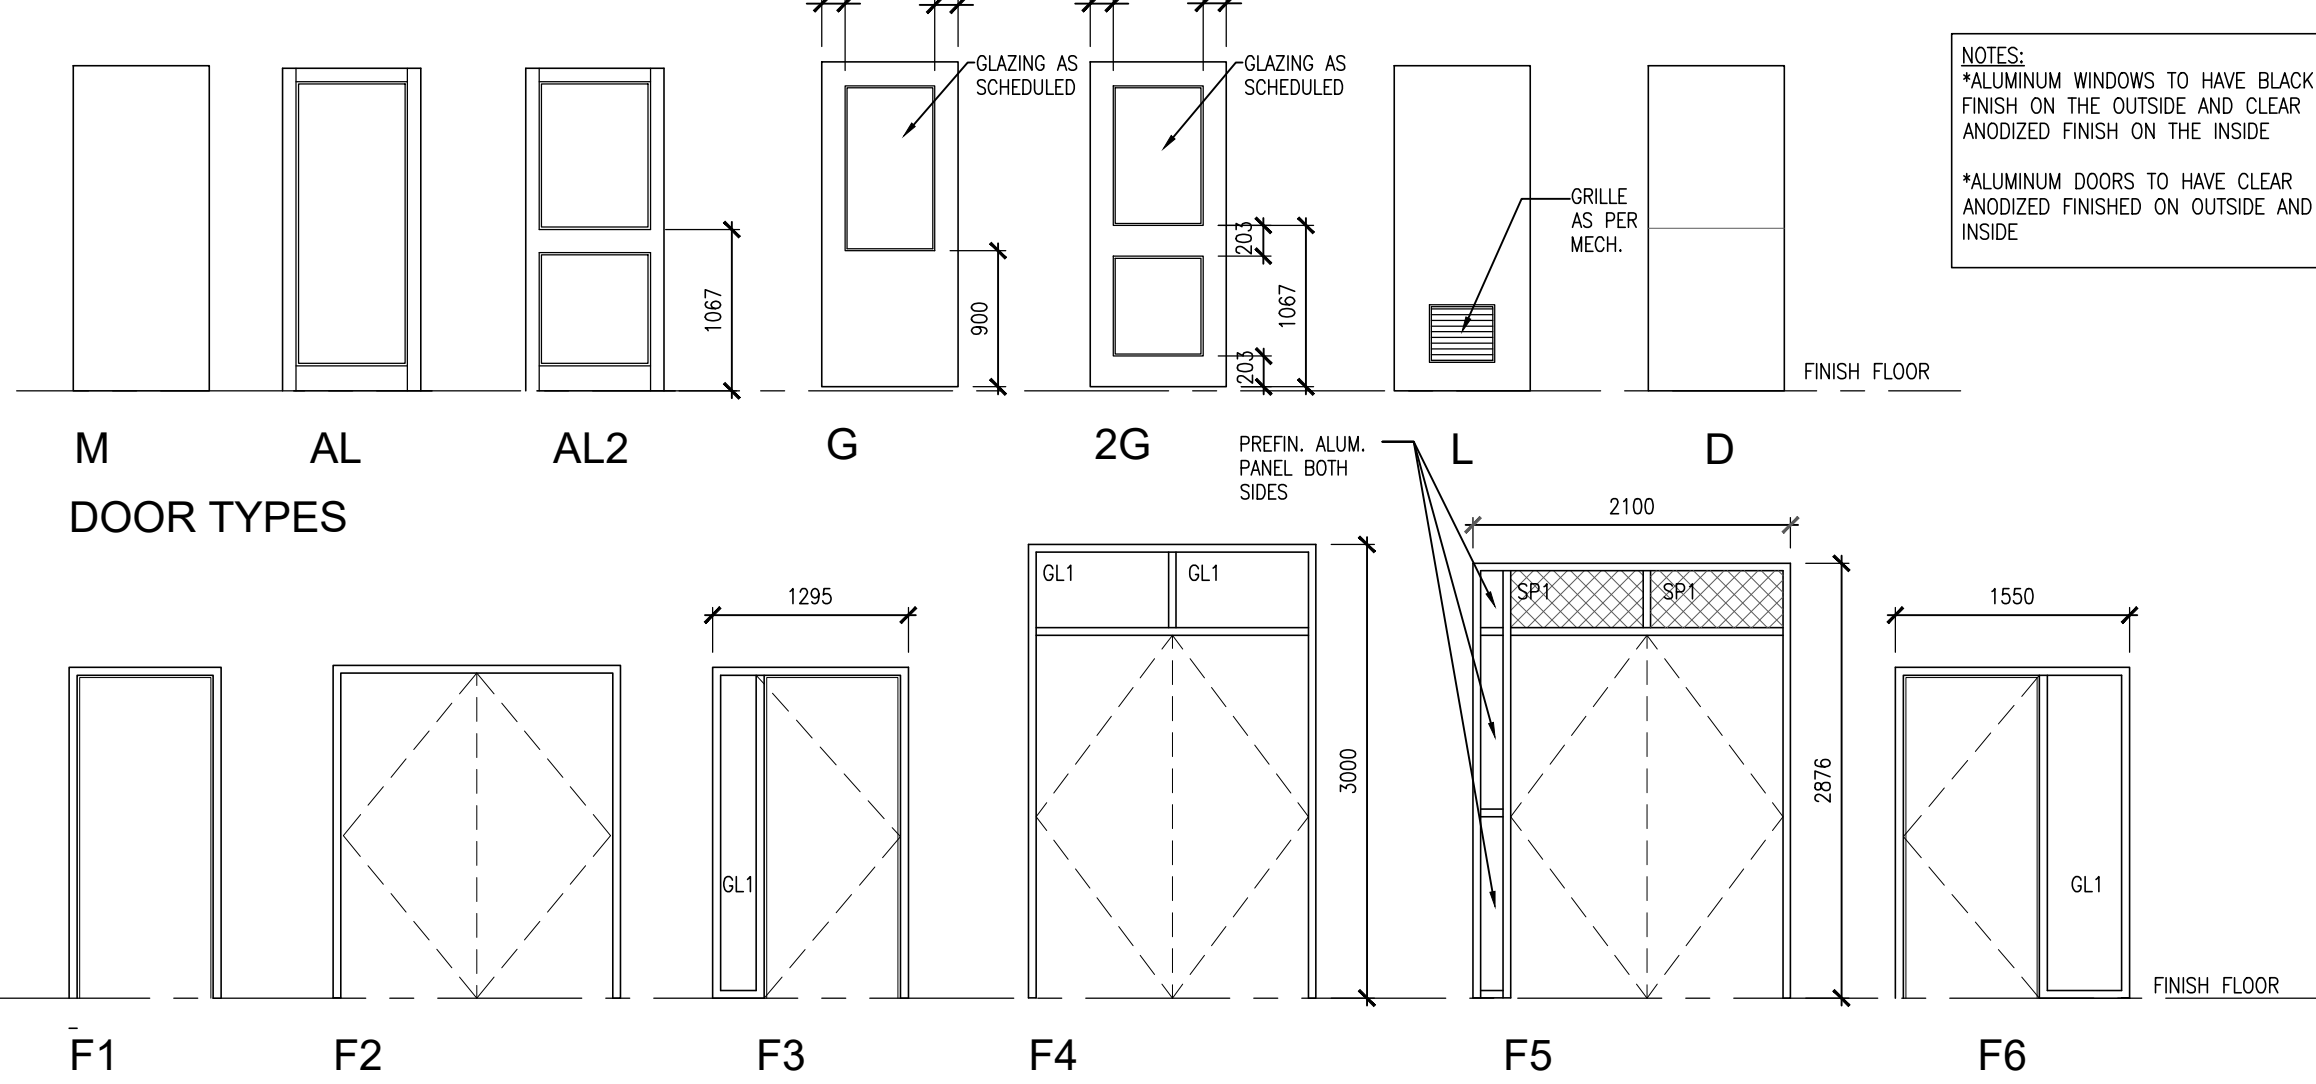 GLAZING AS
SCHEDULED
GLAZING AS
SCHEDULED
NOTES:
*ALUMINUM WINDOWS TO HAVE BLACK
FINISH ON THE OUTSIDE AND CLEAR
ANODIZED FINISH ON THE INSIDE
*ALUMINUM DOORS TO HAVE CLEAR
ANODIZED FINISHED ON OUTSIDE AND
INSIDE
GRILLE
AS PER
MECH.
1067
900
203
1067
203
FINISH FLOOR
M
AL
AL2
G
2G
L
D
DOOR TYPES
PREFIN. ALUM.
PANEL BOTH
SIDES
2100
1295
GL1
GL1
SP1
SP1
1550
3000
2876
GL1
GL1
FINISH FLOOR
F1
F2
F3
F4
F5
F6